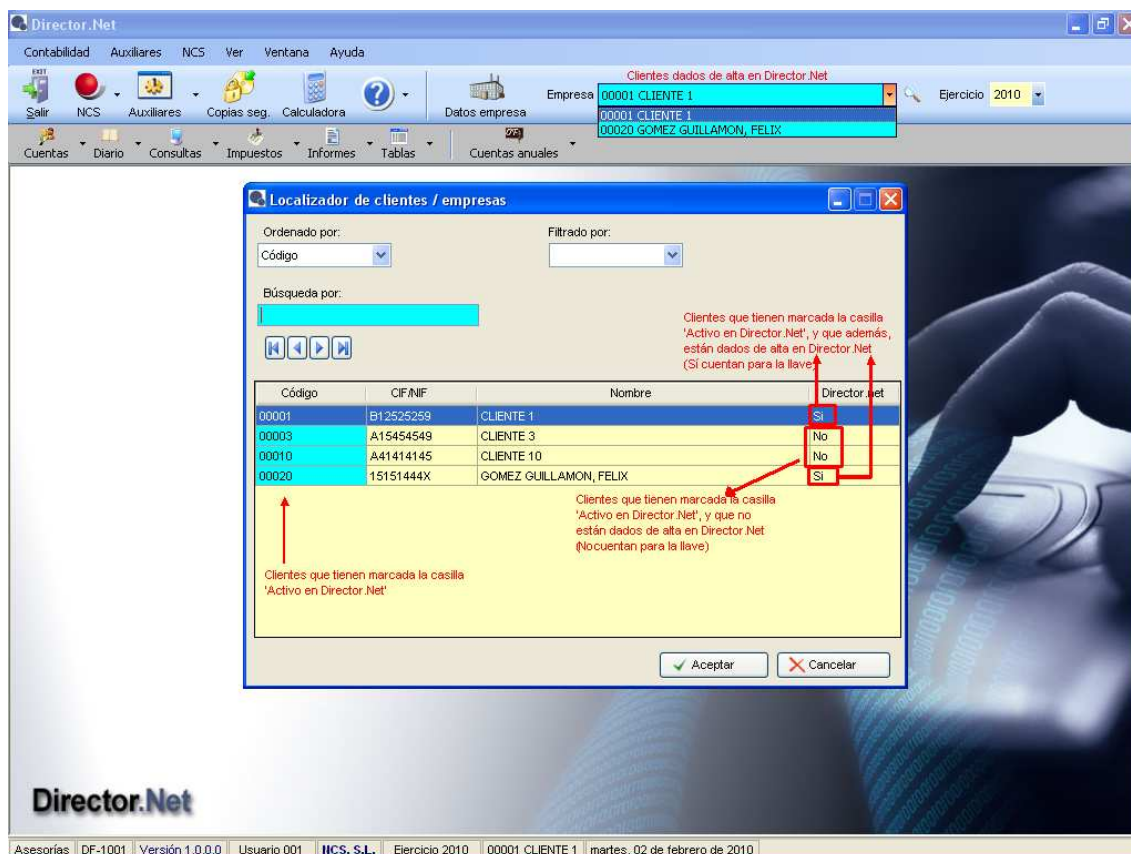 Director.Net
Contabilidad Auxiliares NCS Ver Ventana Ayuda
EXIT
Clientes dados de alta en Director.Net
Empresa 00001 CLIENTE 1 Ejercicio 2010
Salir NCS Auxiliares Copias seg. Calculadora Datos empresa
00001 CLIENTE 1
00020 GOMEZ GUILLAMON, FELIX
Cuentas Diario Consultas Impuestos Informes Tablas Cuentas anuales
Localizador de clientes / empresas
Ordenado por: Filtrado por:
Código
Búsqueda por:
Clientes que tienen marcada la casilla
'Activo en Director.Net', y que además,
están dados de alta en Director.Net
(Sí cuentan para la llave)
Código CIF/NIF Nombre Director.net
00001 B12525259 CLIENTE 1 Si
00003 A15454549 CLIENTE 3 No
00010 A41414145 CLIENTE 10 No
00020 15151444X GOMEZ GUILLAMON, FELIX Si
Clientes que tienen marcada la casilla
'Activo en Director.Net', y que no
están dados de alta en Director.Net
(Nocuentan para la llave)
Clientes que tienen marcada la casilla
'Activo en Director.Net'
Aceptar Cancelar
Director.Net
Asesorías DF-1001 Versión 1.0.0.0 Usuario 001 NCS, S.L. Ejercicio 2010 00001 CLIENTE 1 martes, 02 de febrero de 2010